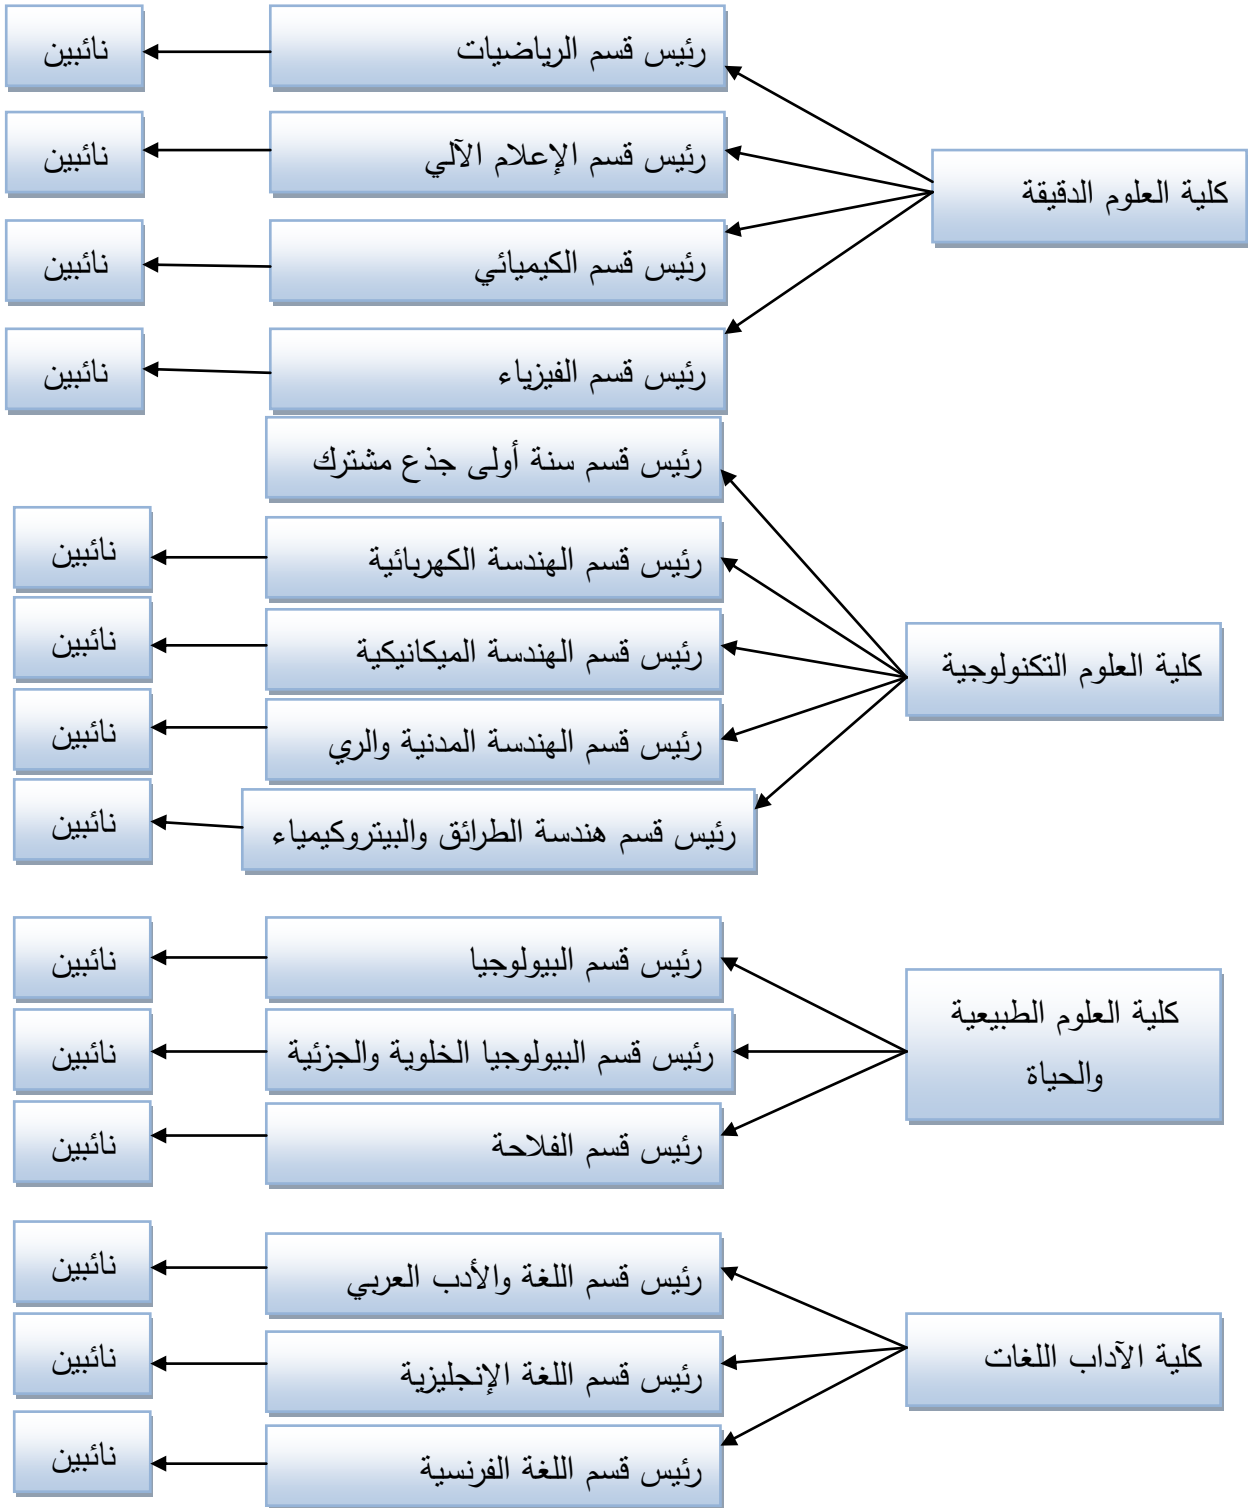 كلية العلوم الدقيقة
رئيس قسم الرياضيات
نائبين
رئيس قسم الإعلام الآلي
نائبين
رئيس قسم الكيميائي
نائبين
رئيس قسم الفيزياء
نائبين
كلية العلوم التكنولوجية
رئيس قسم سنة أولى جذع مشترك
رئيس قسم الهندسة الكهربائية
نائبين
رئيس قسم الهندسة الميكانيكية
نائبين
رئيس قسم الهندسة المدنية والري
نائبين
رئيس قسم هندسة الطرائق والبيتروكيمياء
نائبين
كلية العلوم الطبيعية
والحياة
رئيس قسم البيولوجيا
نائبين
رئيس قسم البيولوجيا الخلوية والجزئية
نائبين
رئيس قسم الفلاحة
نائبين
كلية الآداب اللغات
رئيس قسم اللغة والأدب العربي
نائبين
رئيس قسم اللغة الإنجليزية
نائبين
رئيس قسم اللغة الفرنسية
نائبين